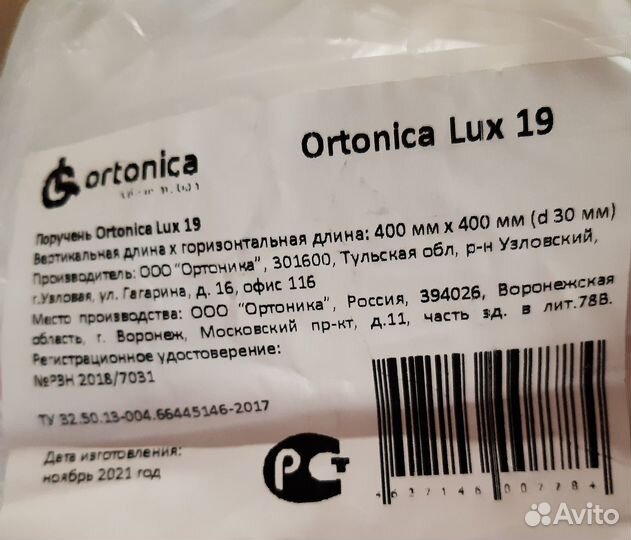 Ortonica Lux 19
ortonica
Поручень Ortonica Lux 19
Вертикальная длина х горизонтальная длина: 400 мм х 400 мм (d 30 мм)
Производитель: ООО "Ортоника", 301600, Тульская обл, р-н Узловский,
г.Узловая, ул. Гагарина, д. 16, офис 116
Место производства: ООО "Ортоника", Россия, 394026, Воронежская
область, г. Воронеж, Московский пр-кт, д.11, часть зд. в лит.78В.
Регистрационное удостоверение:
№РЗН 2018/7031
ТУ 32.50.13-004.66445146-2017
Дата изготовления:
ноябрь 2021 год
РСТ
Avito